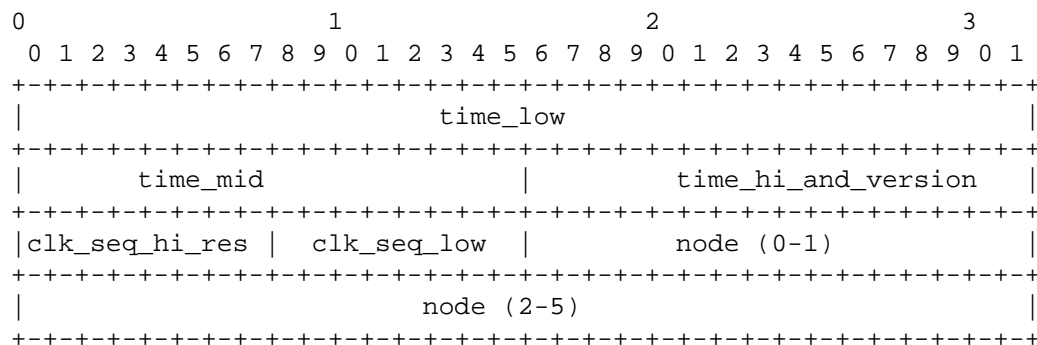 0                   1                   2                   3
 0 1 2 3 4 5 6 7 8 9 0 1 2 3 4 5 6 7 8 9 0 1 2 3 4 5 6 7 8 9 0 1
+-+-+-+-+-+-+-+-+-+-+-+-+-+-+-+-+-+-+-+-+-+-+-+-+-+-+-+-+-+-+-+-+
|                          time_low                             |
+-+-+-+-+-+-+-+-+-+-+-+-+-+-+-+-+-+-+-+-+-+-+-+-+-+-+-+-+-+-+-+-+
|       time_mid                |         time_hi_and_version   |
+-+-+-+-+-+-+-+-+-+-+-+-+-+-+-+-+-+-+-+-+-+-+-+-+-+-+-+-+-+-+-+-+
|clk_seq_hi_res |  clk_seq_low  |         node (0-1)            |
+-+-+-+-+-+-+-+-+-+-+-+-+-+-+-+-+-+-+-+-+-+-+-+-+-+-+-+-+-+-+-+-+
|                         node (2-5)                            |
+-+-+-+-+-+-+-+-+-+-+-+-+-+-+-+-+-+-+-+-+-+-+-+-+-+-+-+-+-+-+-+-+